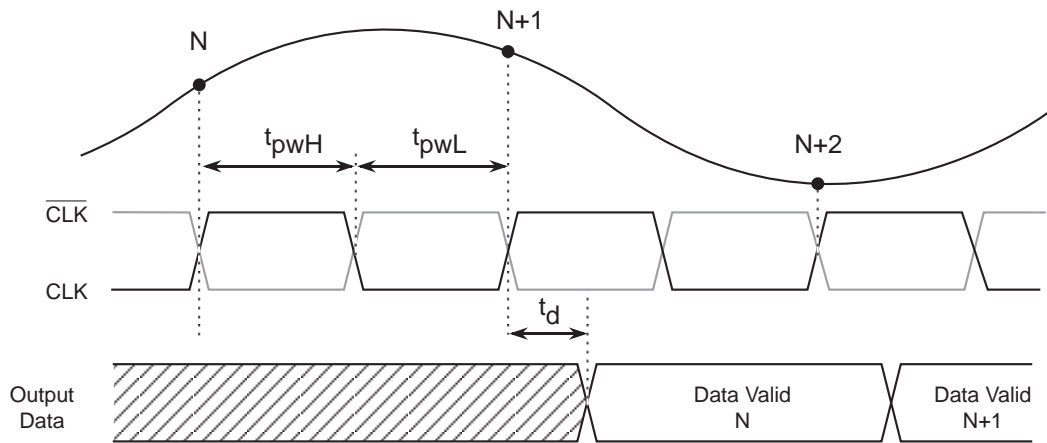 N
N+1
N+2
tpwH
tpwL
CLK
CLK
td
Output
Data
Data Valid
N
Data Valid
N+1